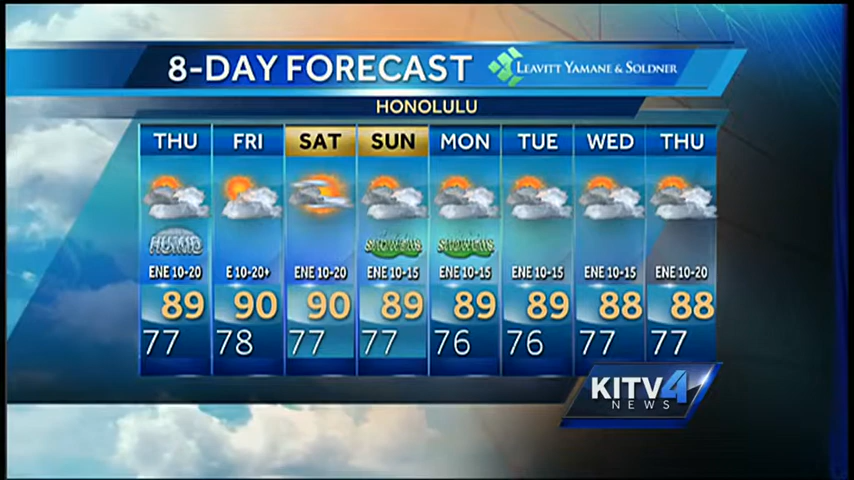 8-DAY FORECAST LEAVITT YAMANE & SOLDNER
HONOLULU
THU FRI SAT SUN MON TUE WED THU
HUMID SHOWERS SHOWERS
ENE 10-20 E 10-20+ ENE 10-20 ENE 10-15 ENE 10-15 ENE 10-15 ENE 10-15 ENE 10-20
89 90 90 89 89 89 88 88
77 78 77 77 76 76 77 77
KITV4
NEWS